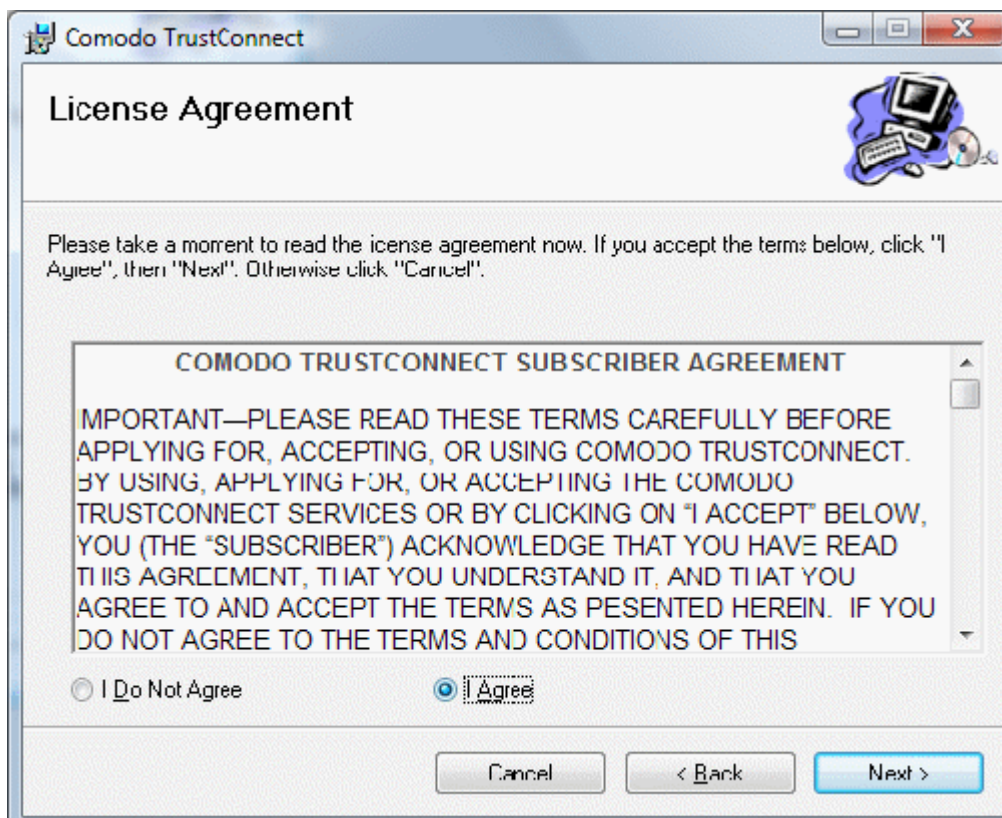 Comodo TrustConnect
License Agreement
Please take a moment to read the license agreement now. If you accept the terms below, click "I
Agree", then "Next". Otherwise click "Cancel".
COMODO TRUSTCONNECT SUBSCRIBER AGREEMENT
IMPORTANT—PLEASE READ THESE TERMS CAREFULLY BEFORE
APPLYING FOR, ACCEPTING, OR USING COMODO TRUSTCONNECT.
BY USING, APPLYING FOR, OR ACCEPTING THE COMODO
TRUSTCONNECT SERVICES OR BY CLICKING ON “I ACCEPT” BELOW,
YOU (THE “SUBSCRIBER”) ACKNOWLEDGE THAT YOU HAVE READ
THIS AGREEMENT, THAT YOU UNDERSTAND IT, AND THAT YOU
AGREE TO AND ACCEPT THE TERMS AS PESENTED HEREIN. IF YOU
DO NOT AGREE TO THE TERMS AND CONDITIONS OF THIS
I Do Not Agree I Agree
Cancel < Back Next >